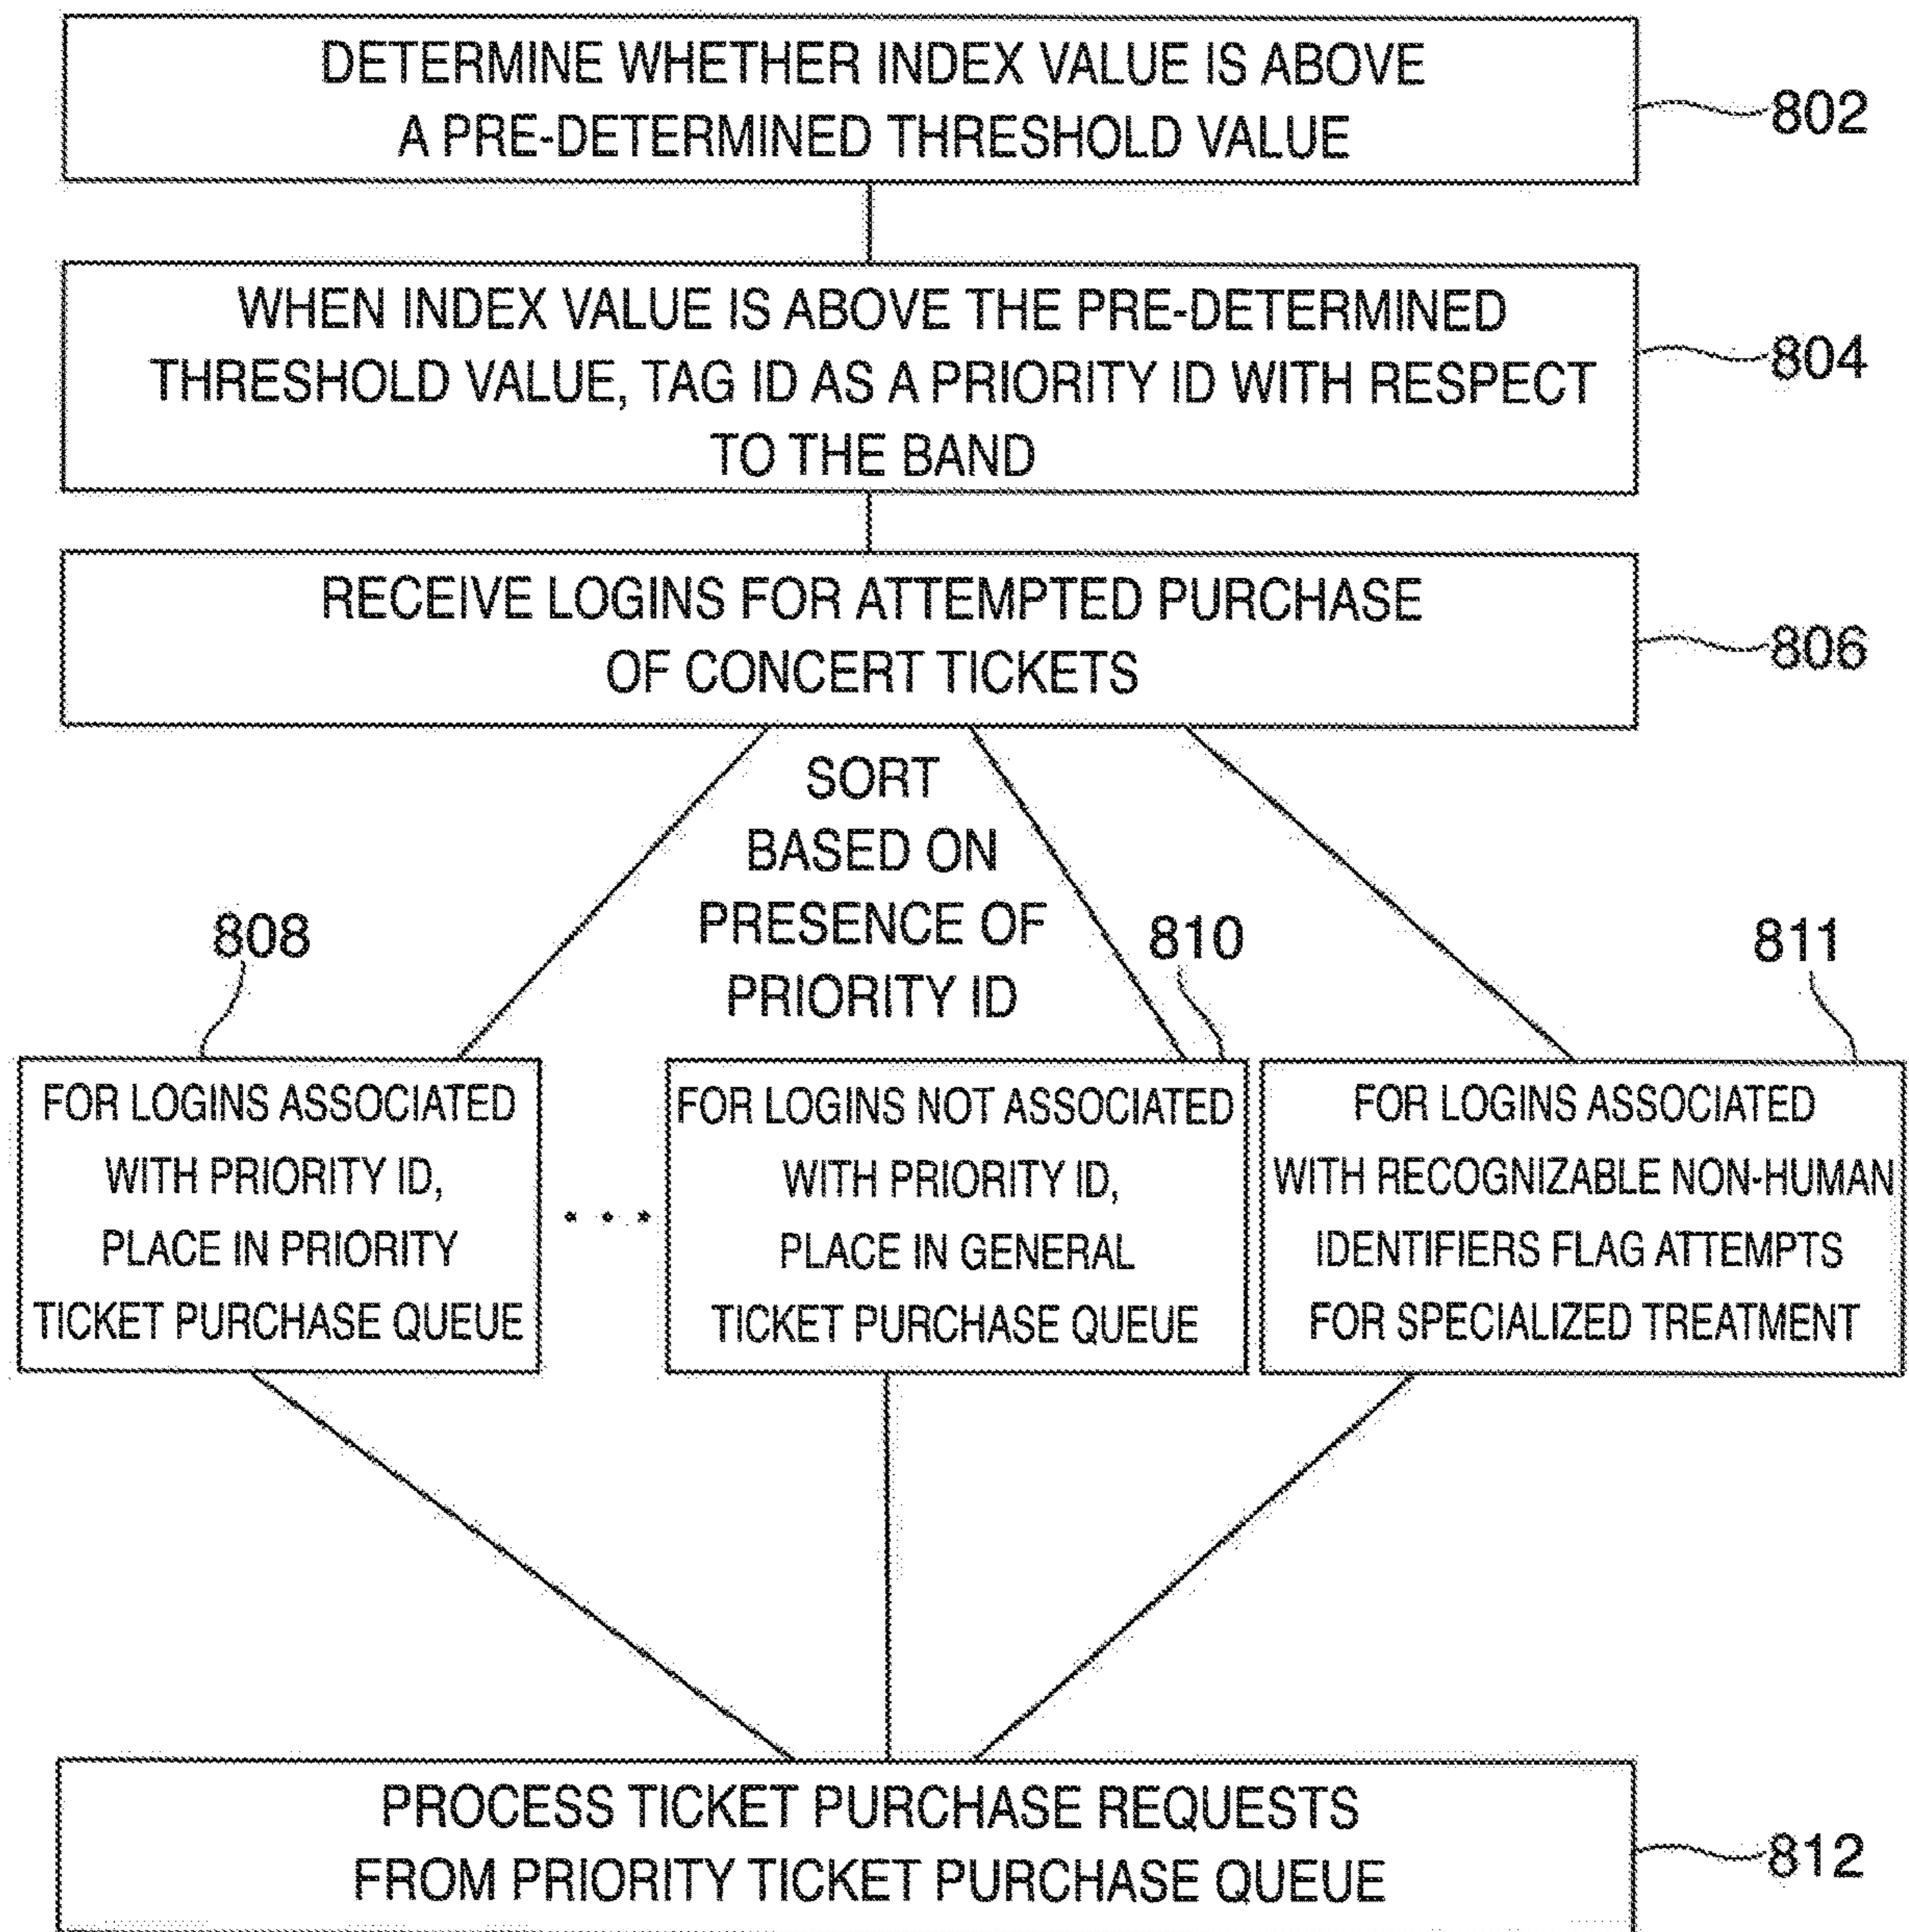 DETERMINE WHETHER INDEX VALUE IS ABOVE
A PRE-DETERMINED THRESHOLD VALUE
802
WHEN INDEX VALUE IS ABOVE THE PRE-DETERMINED
THRESHOLD VALUE, TAG ID AS A PRIORITY ID WITH RESPECT
TO THE BAND
804
RECEIVE LOGINS FOR ATTEMPTED PURCHASE
OF CONCERT TICKETS
806
SORT
BASED ON
PRESENCE OF
PRIORITY ID
808
FOR LOGINS ASSOCIATED
WITH PRIORITY ID,
PLACE IN PRIORITY
TICKET PURCHASE QUEUE
. . .
810
FOR LOGINS NOT ASSOCIATED
WITH PRIORITY ID,
PLACE IN GENERAL
TICKET PURCHASE QUEUE
811
FOR LOGINS ASSOCIATED
WITH RECOGNIZABLE NON-HUMAN
IDENTIFIERS FLAG ATTEMPTS
FOR SPECIALIZED TREATMENT
PROCESS TICKET PURCHASE REQUESTS
FROM PRIORITY TICKET PURCHASE QUEUE
812